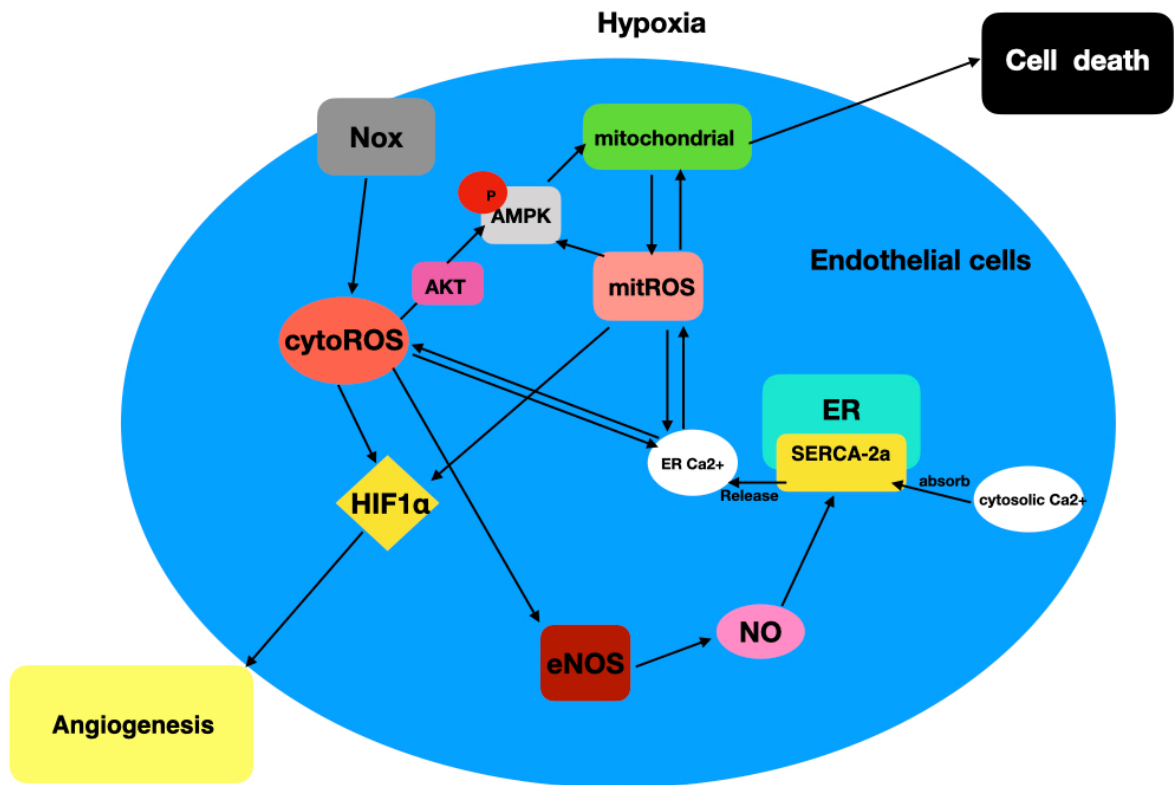 Hypoxia
Cell death
Nox
mitochondrial
P
AMPK
Endothelial cells
AKT
mitROS
cytoROS
ER
SERCA-2a
ER Ca2+
absorb
Release
cytosolic Ca2+
HIF1α
NO
eNOS
Angiogenesis